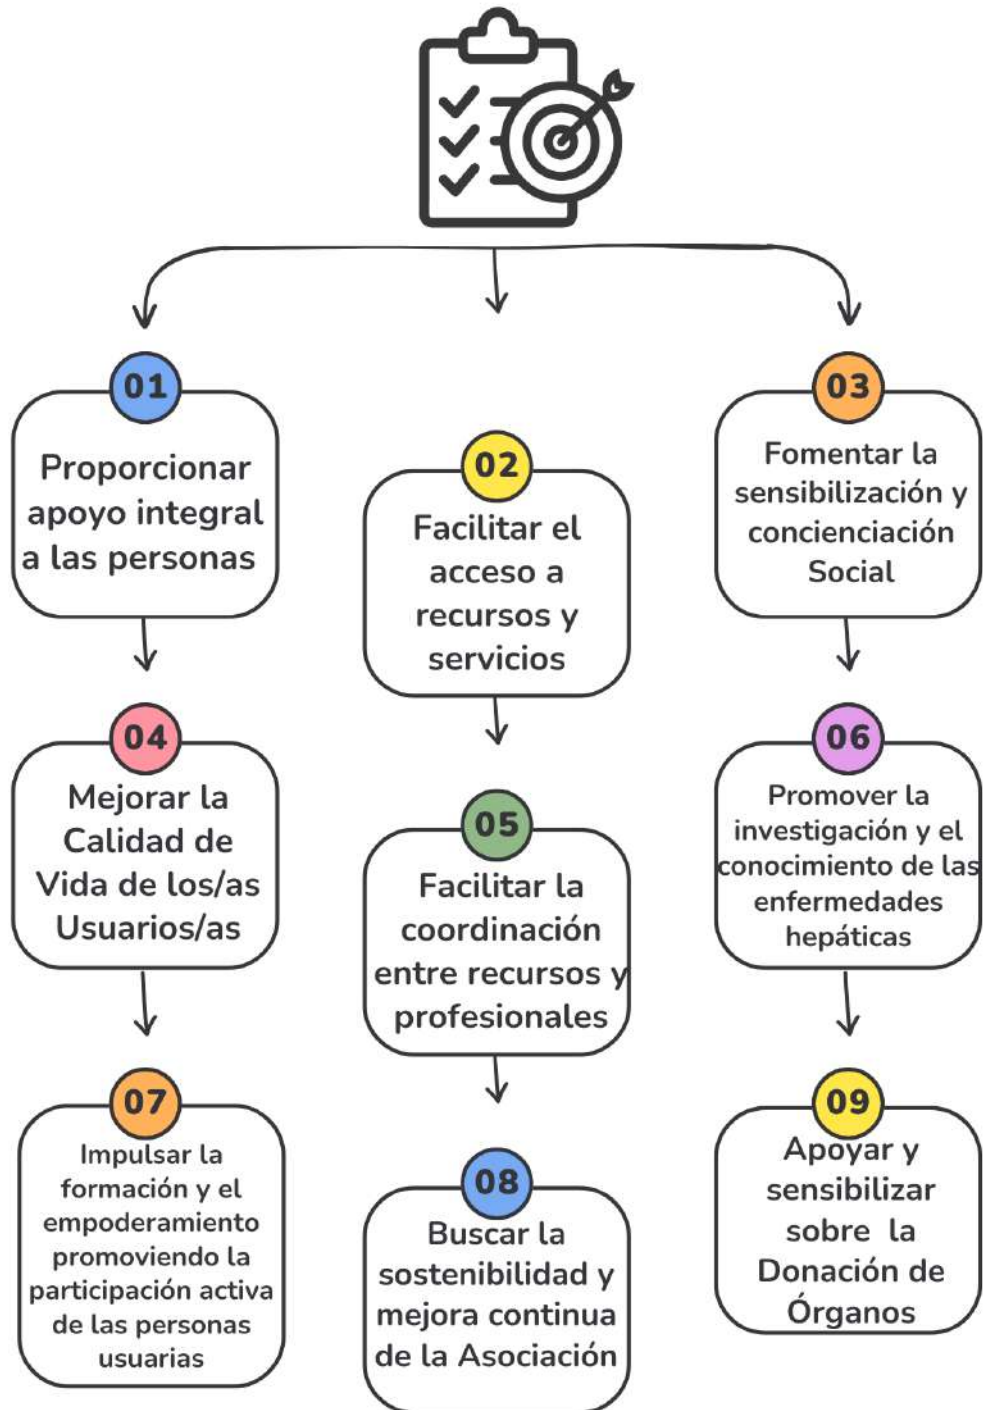 01
Proporcionar
apoyo integral
a las personas
02
Facilitar el
acceso a
recursos y
servicios
03
Fomentar la
sensibilización y
concienciación
Social
04
Mejorar la
Calidad de
Vida de los/as
Usuarios/as
05
Facilitar la
coordinación
entre recursos y
profesionales
06
Promover la
investigación y el
conocimiento de las
enfermedades
hepáticas
07
Impulsar la
formación y el
empoderamiento
promoviendo la
participación activa
de las personas
usuarias
08
Buscar la
sostenibilidad y
mejora continua
de la Asociación
09
Apoyar y
sensibilizar
sobre la
Donación de
Órganos